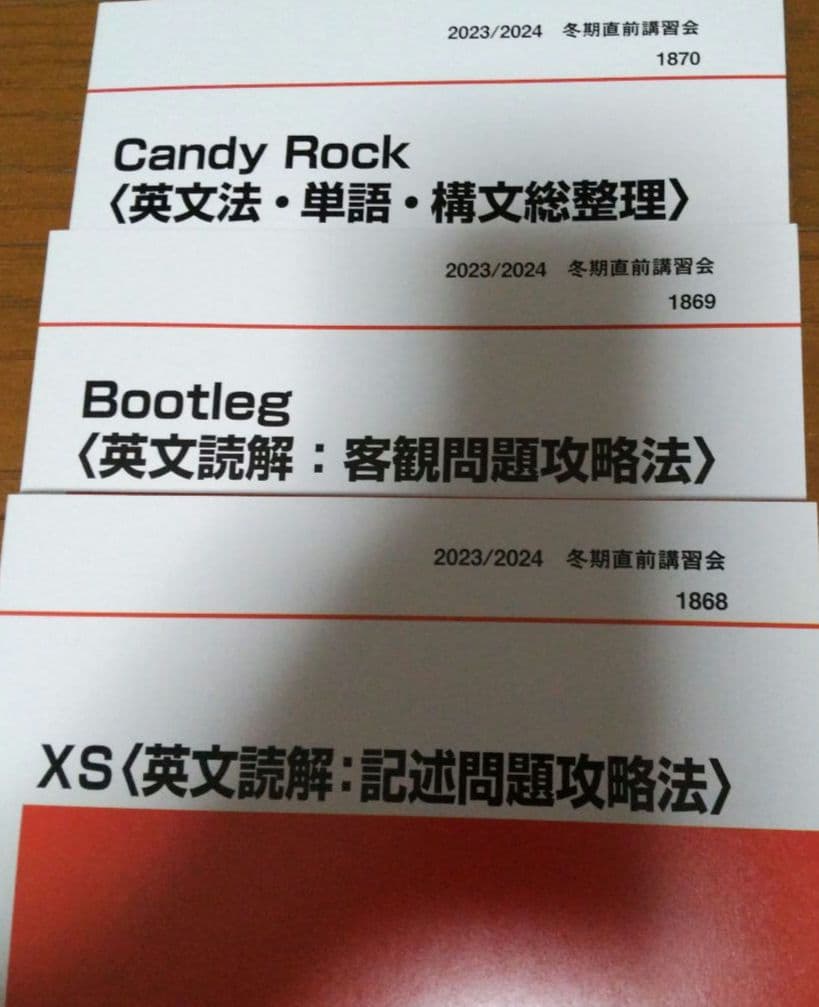 2023/2024 冬期直前講習会
1870
Candy Rock
〈英文法・単語・構文総整理〉
2023/2024 冬期直前講習会
1869
Bootleg
〈英文読解：客観問題攻略法〉
2023/2024 冬期直前講習会
1868
XS〈英文読解：記述問題攻略法〉